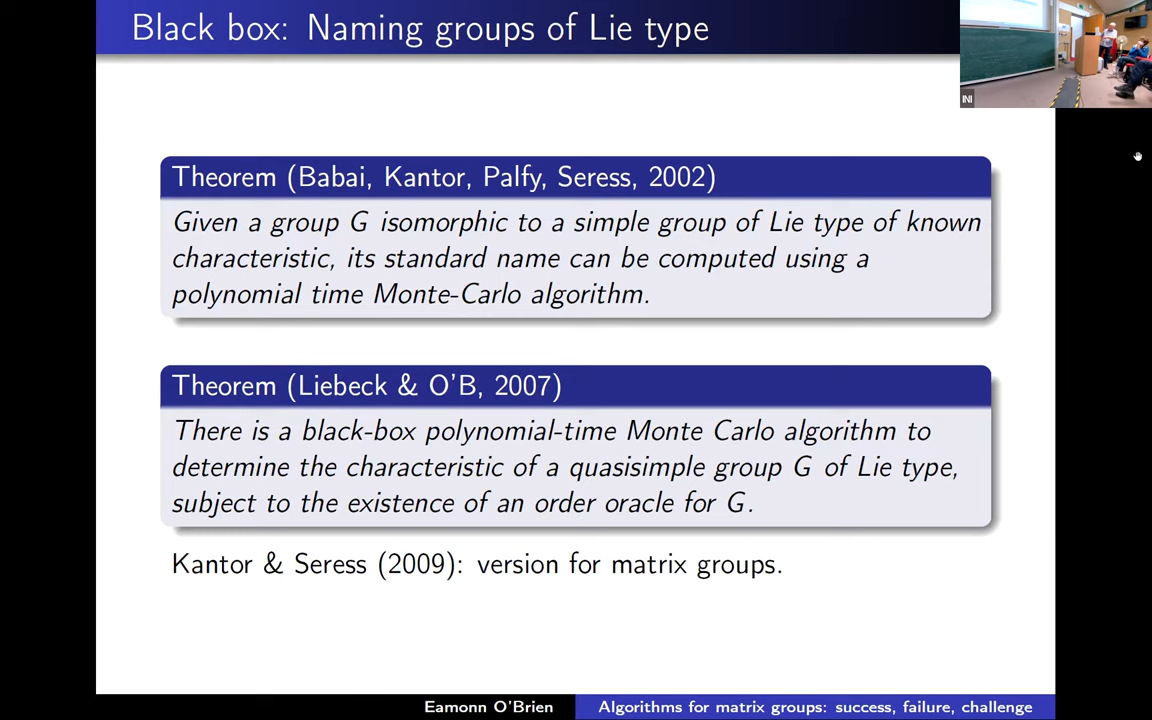 Black box: Naming groups of Lie type
INI
Theorem (Babai, Kantor, Palfy, Seress, 2002)
Given a group G isomorphic to a simple group of Lie type of known
characteristic, its standard name can be computed using a
polynomial time Monte-Carlo algorithm.
Theorem (Liebeck & O'B, 2007)
There is a black-box polynomial-time Monte Carlo algorithm to
determine the characteristic of a quasisimple group G of Lie type,
subject to the existence of an order oracle for G.
Kantor & Seress (2009): version for matrix groups.
Eamonn O'Brien
Algorithms for matrix groups: success, failure, challenge